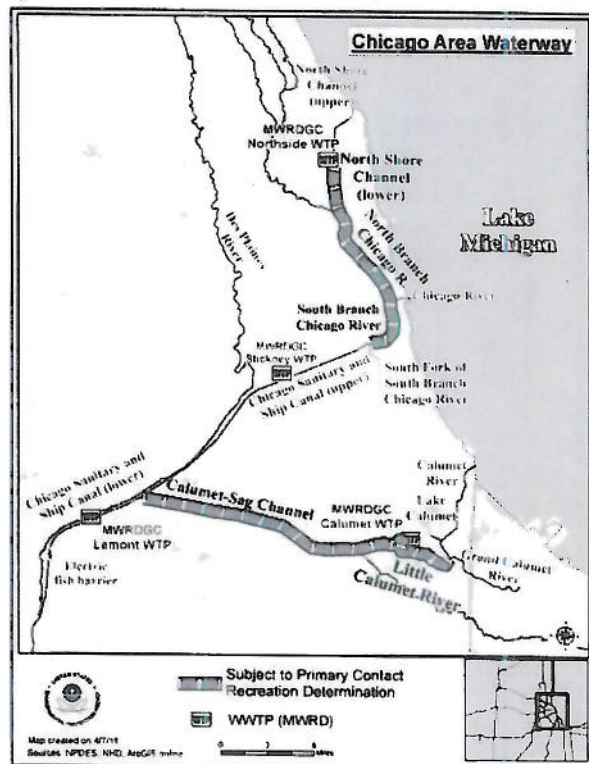 Chicago Area Waterway
North Shore
Channel
(upper)
MWRDGC
Northside WTP
North Shore
Channel
(lower)
Des Plaines
River
North Branch
Chicago R.
Lake
Michigan
Chicago River
South Branch
Chicago River
MWRDGC
Stickney WTP
Chicago Sanitary and
Ship Canal (upper)
South Fork of
South Branch
Chicago River
Chicago Sanitary and
Ship Canal (lower)
Calumet-Sag Channel
Calumet
River
Lake
Calumet
MWRDGC
Calumet WTP
MWRDGC
Lemont WTP
Electric
fish barrier
Little
Calumet River
Grand Calumet
River
Subject to Primary Contact
Recreation Determination
WWTP (MWRD)
Map created on
Sources: NPDES, NHD, ArcGIS online
Miles